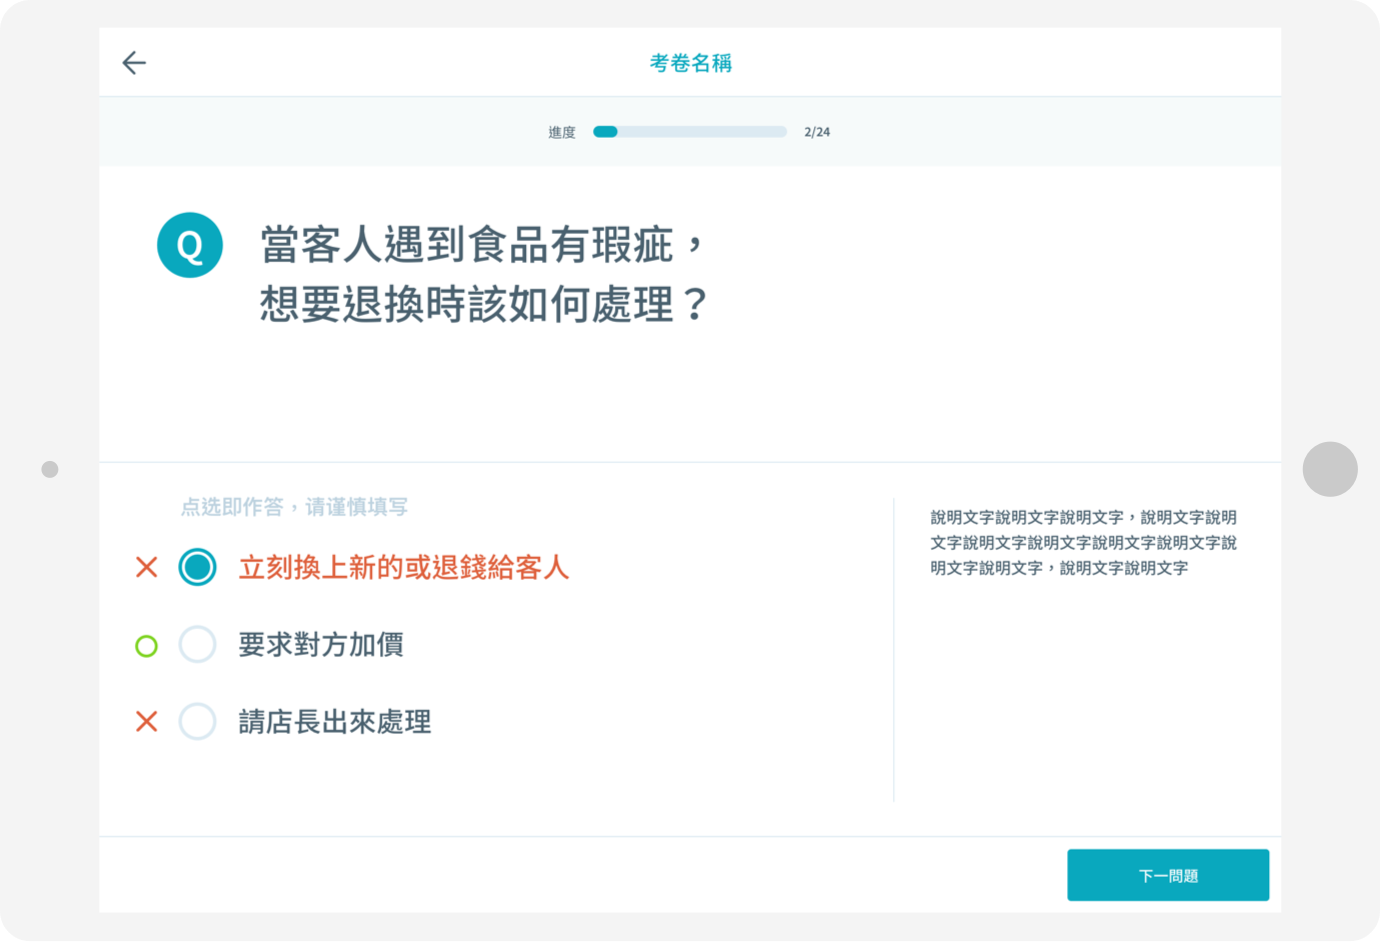 考卷名稱
進度 2/24
Q
當客人遇到食品有瑕疵，
想要退換時該如何處理？
点选即作答，请谨慎填写
立刻換上新的或退錢給客人
要求對方加價
請店長出來處理
說明文字說明文字說明文字，說明文字說明
文字說明文字說明文字說明文字說明文字說
明文字說明文字，說明文字說明文字
下一問題